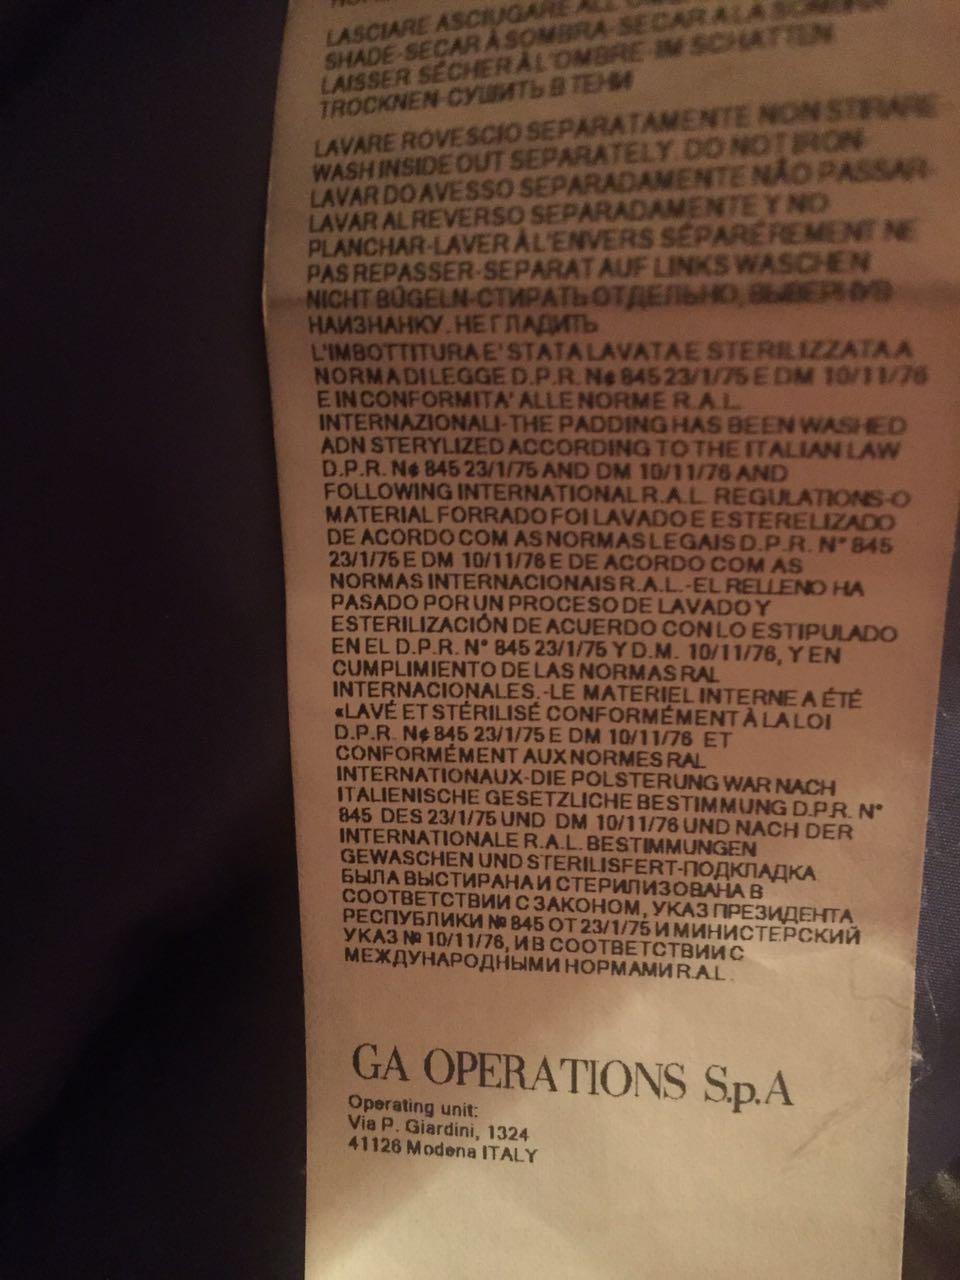 LASCIARE ASCIUGARE ALL'
SHADE-SECAR À SOMBRA-SECAR A LA SOMBRA
LAISSER SÉCHER À L'OMBRE-IM SCHATTEN
TROCKNEN-СУШИТЬ В ТЕНИ
LAVARE ROVESCIO SEPARATAMENTE NON STIRARE
WASH INSIDE OUT SEPARATELY. DO NOT IRON-
LAVAR DO AVESSO SEPARADAMENTE NÃO PASSAR-
LAVAR AL REVERSO SEPARADAMENTE Y NO
PLANCHAR-LAVER À L'ENVERS SÉPARÉREMENT NE
PAS REPASSER-SEPARAT AUF LINKS WASCHEN
NICHT BÜGELN-СТИРАТЬ ОТДЕЛЬНО, ВЫВЕРНУВ
НАИЗНАНКУ. НЕ ГЛАДИТЬ
L'IMBOTTITURA E' STATA LAVATA E STERILIZZATA A
NORMA DI LEGGE D.P.R. N¢ 845 23/1/75 E DM 10/11/76
E IN CONFORMITA' ALLE NORME R.A.L.
INTERNAZIONALI-THE PADDING HAS BEEN WASHED
ADN STERYLIZED ACCORDING TO THE ITALIAN LAW
D.P.R. N¢ 845 23/1/75 AND DM 10/11/76 AND
FOLLOWING INTERNATIONAL R.A.L. REGULATIONS-O
MATERIAL FORRADO FOI LAVADO E ESTERELIZADO
DE ACORDO COM AS NORMAS LEGAIS D.P.R. N° 845
23/1/75 E DM 10/11/76 E DE ACORDO COM AS
NORMAS INTERNACIONAIS R.A.L.-EL RELLENO HA
PASADO POR UN PROCESO DE LAVADO Y
ESTERILIZACIÓN DE ACUERDO CON LO ESTIPULADO
EN EL D.P.R. N° 845 23/1/75 Y D.M. 10/11/76, Y EN
CUMPLIMIENTO DE LAS NORMAS RAL
INTERNACIONALES.-LE MATERIEL INTERNE A ÉTÉ
«LAVÉ ET STÉRILISÉ CONFORMÉMENT À LA LOI
D.P.R. N¢ 845 23/1/75 E DM 10/11/76 ET
CONFORMÉMENT AUX NORMES RAL
INTERNATIONAUX-DIE POLSTERUNG WAR NACH
ITALIENISCHE GESETZLICHE BESTIMMUNG D.P.R. N°
845 DES 23/1/75 UND DM 10/11/76 UND NACH DER
INTERNATIONALE R.A.L. BESTIMMUNGEN
GEWASCHEN UND STERILISFERT-ПОДКЛАДКА
БЫЛА ВЫСТИРАНА И СТЕРИЛИЗОВАНА В
СООТВЕТСТВИИ С ЗАКОНОМ, УКАЗ ПРЕЗИДЕНТА
РЕСПУБЛИКИ № 845 ОТ 23/1/75 И МИНИСТЕРСКИЙ
УКАЗ № 10/11/76, И В СООТВЕТСТВИИ С
МЕЖДУНАРОДНЫМИ НОРМАМИ R.A.L.
GA OPERATIONS S.p.A
Operating unit:
Via P. Giardini, 1324
41126 Modena ITALY